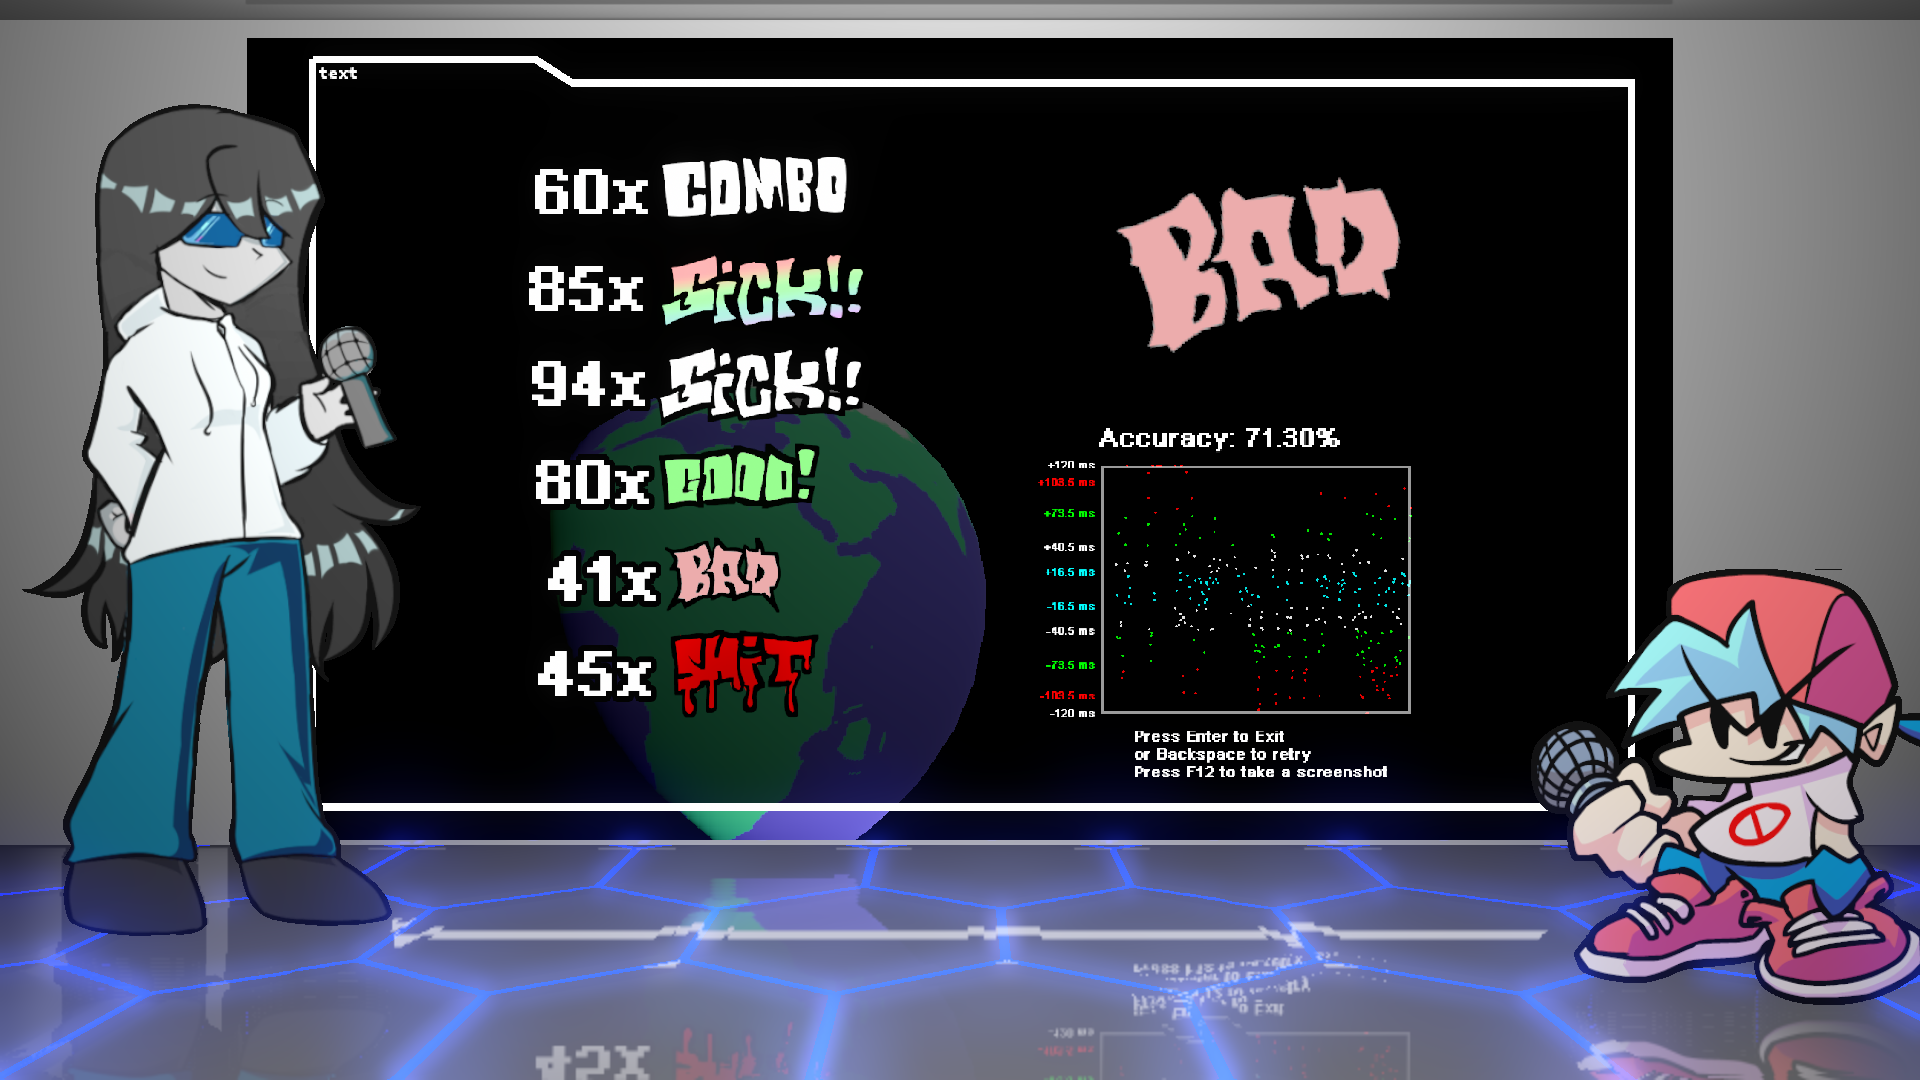 text
60x COMBO
85x SiCK!!
94x SiCK!!
80x GOOD!
41x BAD
45x SHiT
BAD
Accuracy: 71.30%
+120 ms
+103.5 ms
+73.5 ms
+40.5 ms
+16.5 ms
-16.5 ms
-40.5 ms
-73.5 ms
-103.5 ms
-120 ms
Press Enter to Exit
or Backspace to retry
Press F12 to take a screenshot